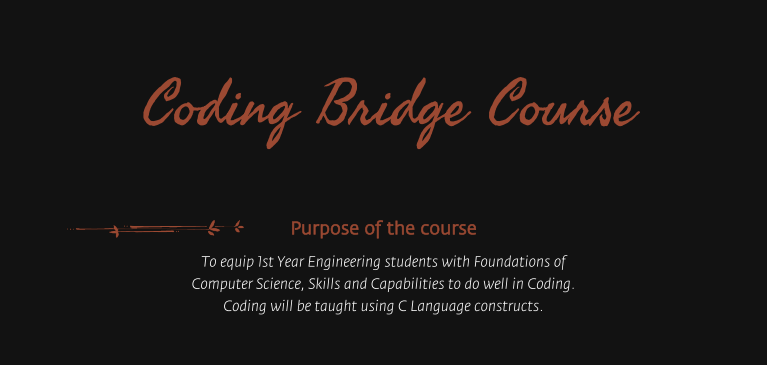 Coding Bridge Course
Purpose of the course
To equip 1st Year Engineering students with Foundations of
Computer Science, Skills and Capabilities to do well in Coding.
Coding will be taught using C Language constructs.